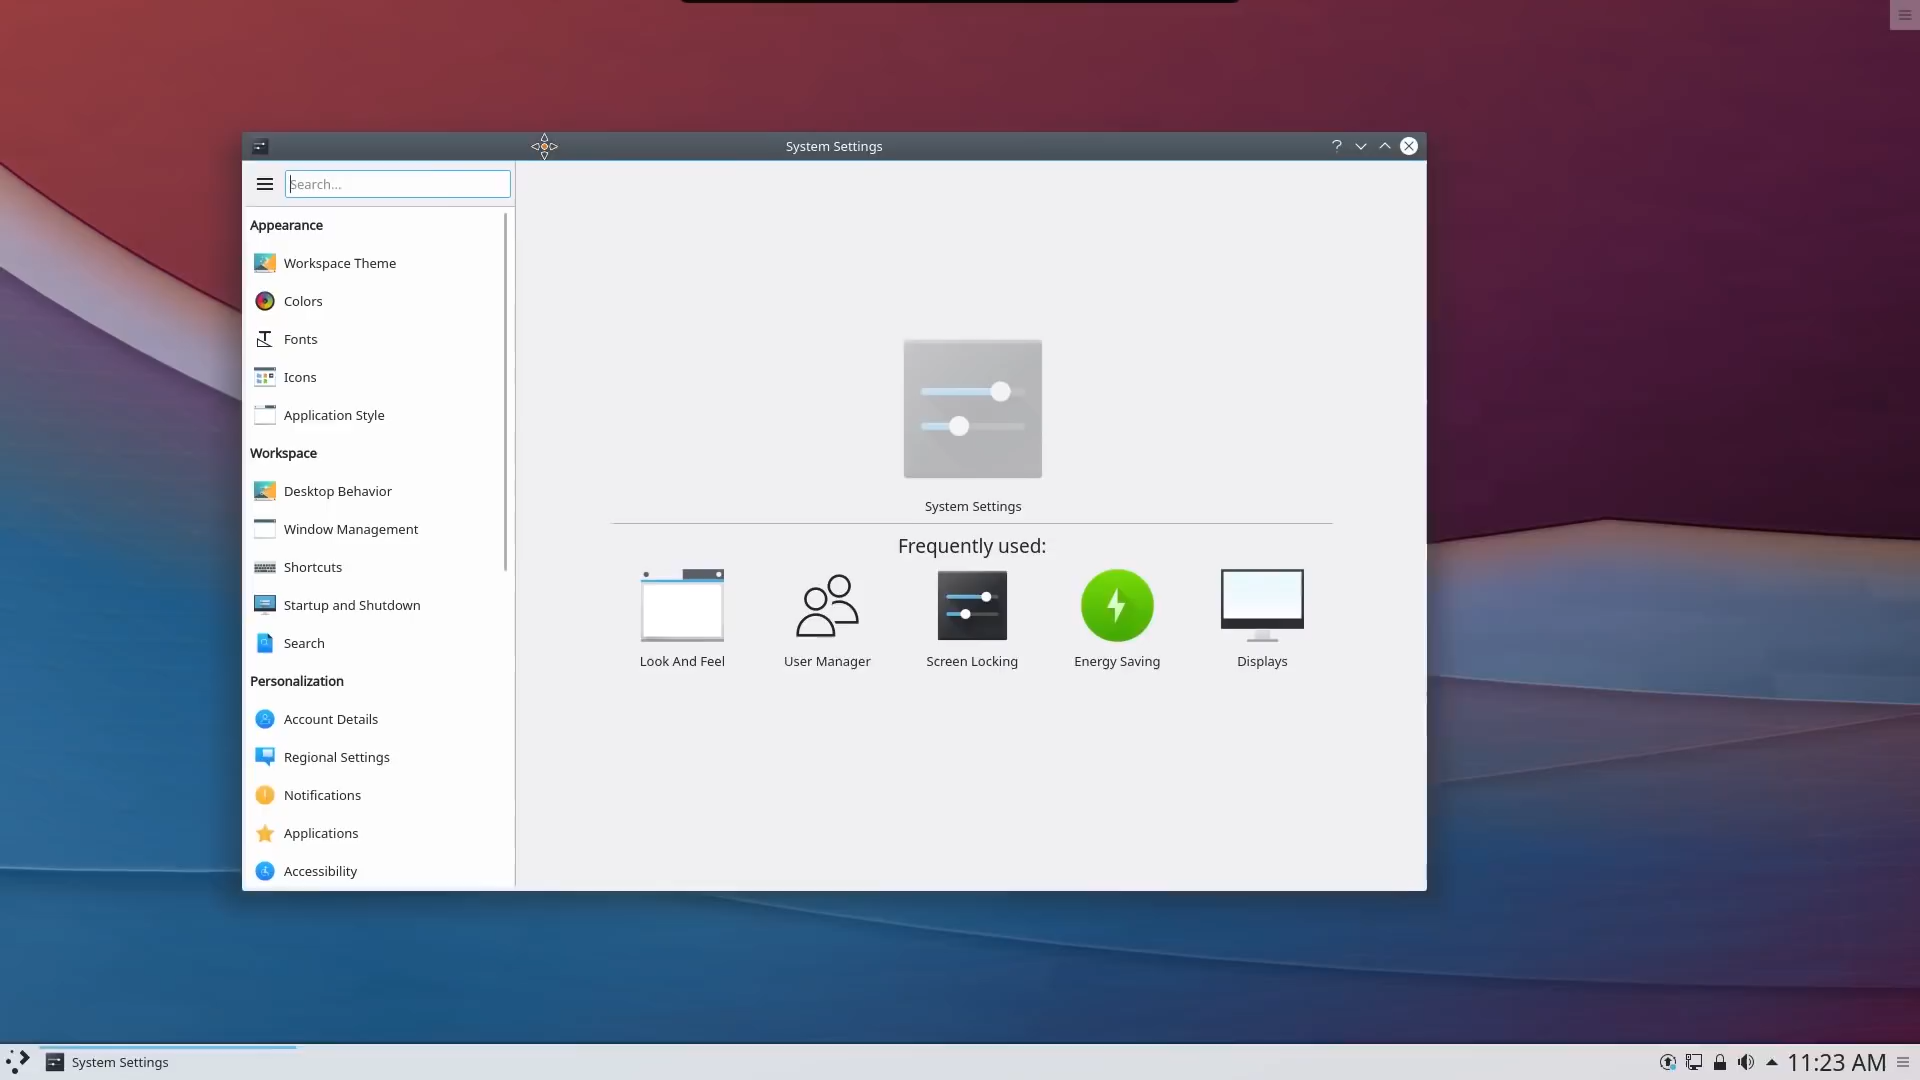 System Settings
?
Search...
Appearance
Workspace Theme
Colors
Fonts
Icons
Application Style
Workspace
Desktop Behavior
Window Management
Shortcuts
Startup and Shutdown
Search
Personalization
Account Details
Regional Settings
Notifications
Applications
Accessibility
System Settings
Frequently used:
Look And Feel
User Manager
Screen Locking
Energy Saving
Displays
System Settings
11:23 AM